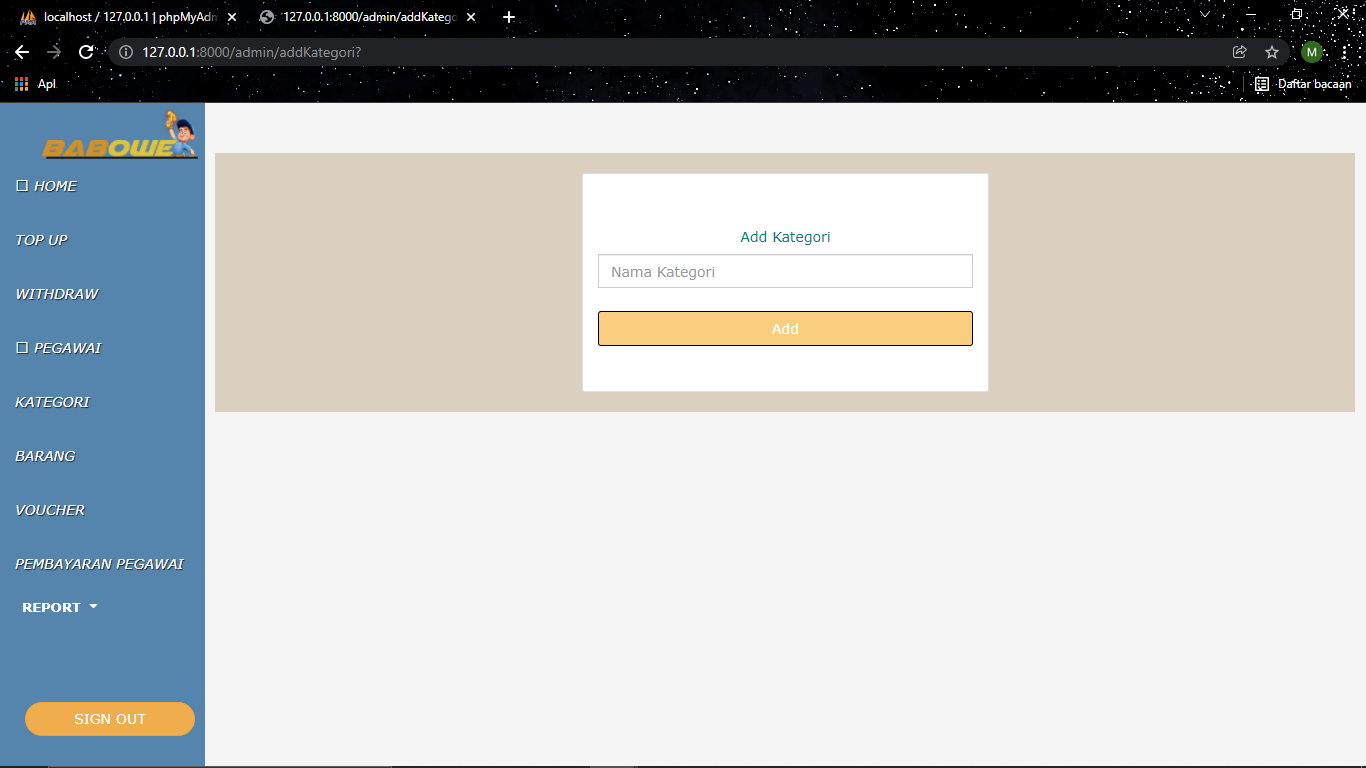 localhost / 127.0.0.1 | phpMyAdm
127.0.0.1:8000/admin/addKatego
127.0.0.1:8000/admin/addKategori?
M
Apl
Daftar bacaan
BABOWE
HOME
TOP UP
WITHDRAW
PEGAWAI
KATEGORI
BARANG
VOUCHER
PEMBAYARAN PEGAWAI
REPORT
SIGN OUT
Add Kategori
Nama Kategori
Add